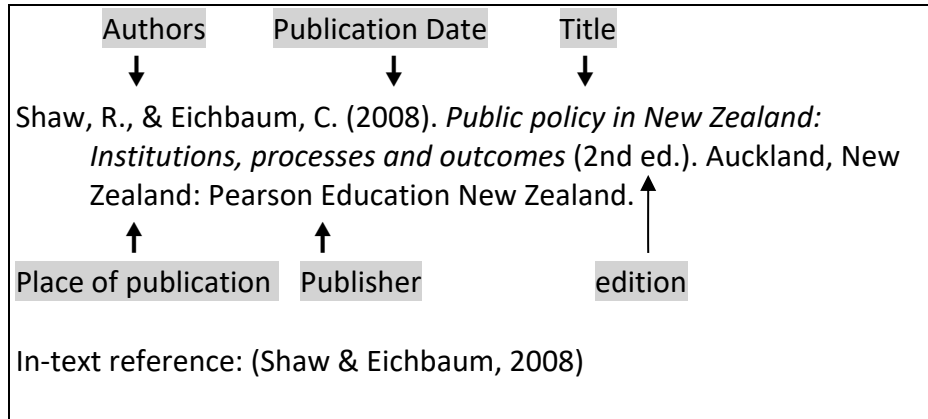 Authors Publication Date Title
Shaw, R., & Eichbaum, C. (2008). Public policy in New Zealand:
Institutions, processes and outcomes (2nd ed.). Auckland, New
Zealand: Pearson Education New Zealand.
Place of publication Publisher edition
In-text reference: (Shaw & Eichbaum, 2008)